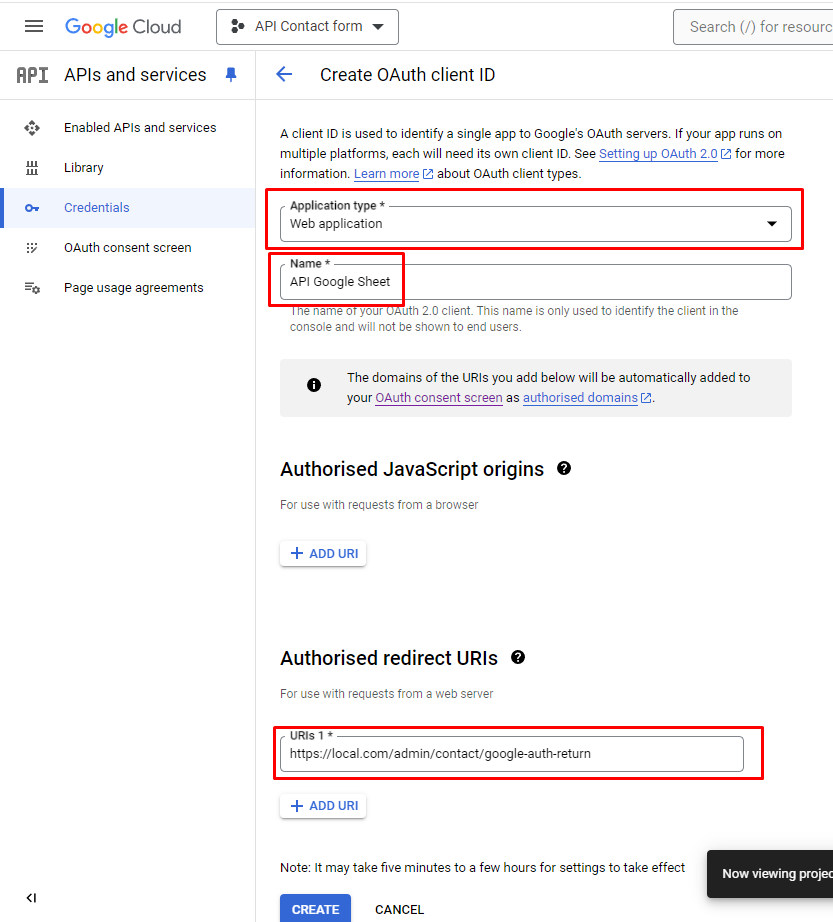 Google Cloud
API Contact form
Search (/) for resourc
API APIs and services
Create OAuth client ID
Enabled APIs and services
Library
Credentials
OAuth consent screen
Page usage agreements
A client ID is used to identify a single app to Google's OAuth servers. If your app runs on
multiple platforms, each will need its own client ID. See Setting up OAuth 2.0 for more
information. Learn more about OAuth client types.
Application type *
Web application
Name *
API Google Sheet
The name of your OAuth 2.0 client. This name is only used to identify the client in the
console and will not be shown to end users.
The domains of the URIs you add below will be automatically added to
your OAuth consent screen as authorised domains.
Authorised JavaScript origins
For use with requests from a browser
ADD URI
Authorised redirect URIs
For use with requests from a web server
URIs 1 *
https://local.com/admin/contact/google-auth-return
ADD URI
Note: It may take five minutes to a few hours for settings to take effect
Now viewing projec
CREATE
CANCEL